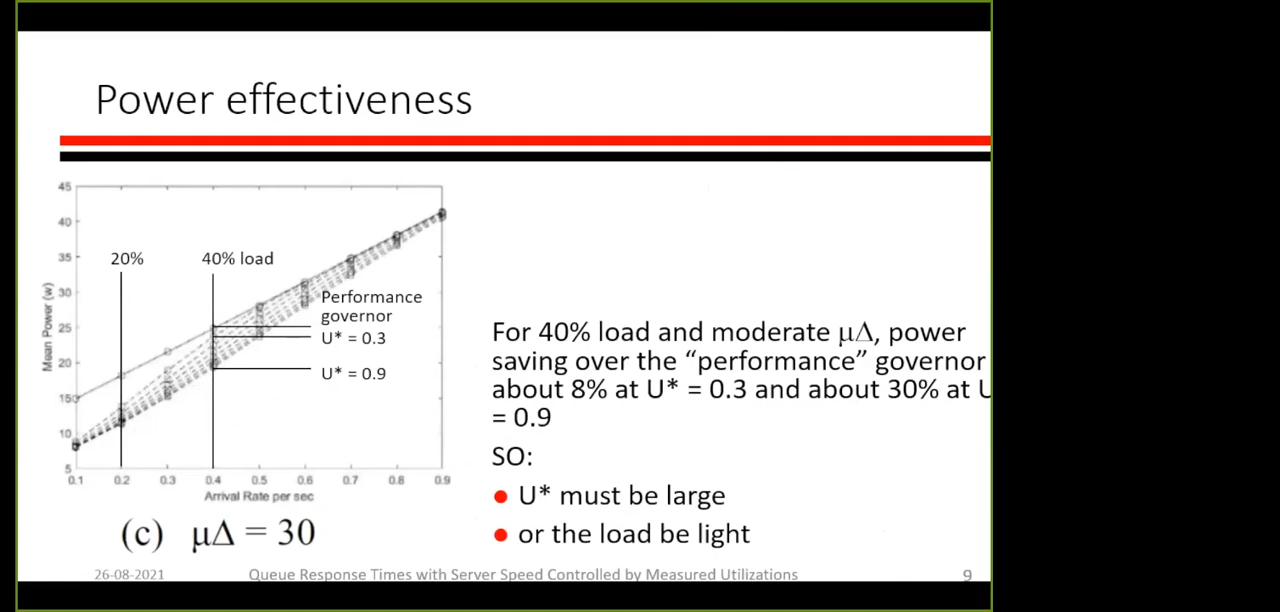 Power effectiveness
45
40
35
30
25
20
15
10
5
Mean Power (w)
20%
40% load
Performance
governor
U* = 0.3
U* = 0.9
0.1 0.2 0.3 0.4 0.5 0.6 0.7 0.8 0.9
Arrival Rate per sec
(c) μΔ = 30
For 40% load and moderate μΔ, power
saving over the “performance” governor
about 8% at U* = 0.3 and about 30% at U
= 0.9
SO:
● U* must be large
● or the load be light
26-08-2021
Queue Response Times with Server Speed Controlled by Measured Utilizations
9